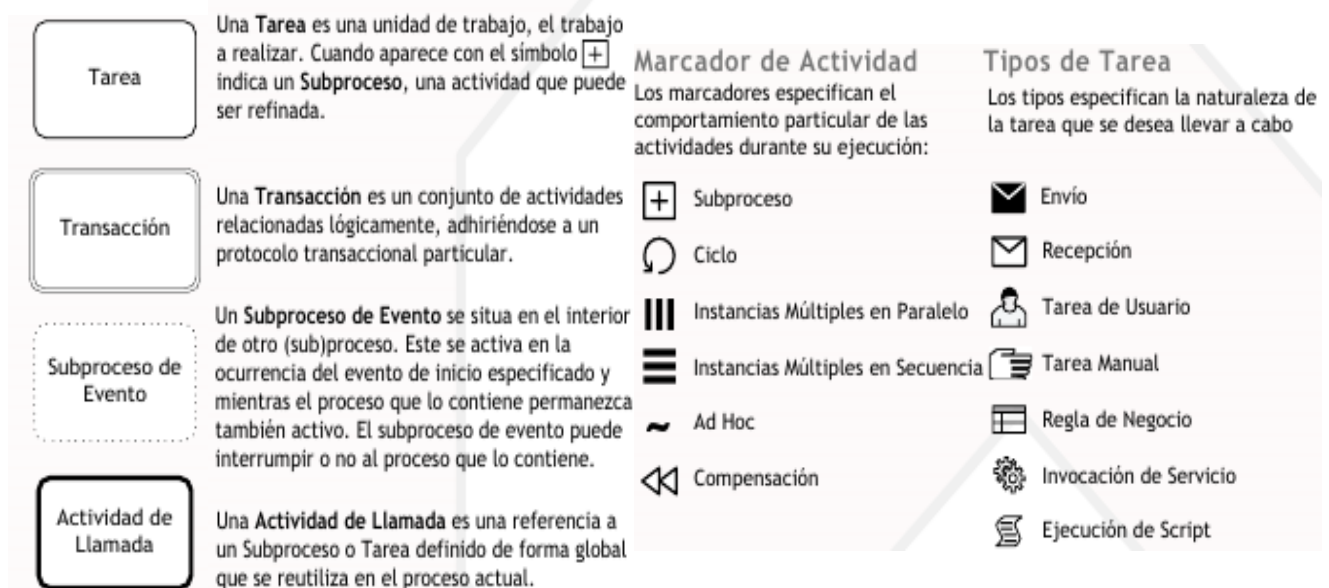 Tarea
Una Tarea es una unidad de trabajo, el trabajo
a realizar. Cuando aparece con el símbolo
indica un Subproceso, una actividad que puede
ser refinada.
Transacción
Una Transacción es un conjunto de actividades
relacionadas lógicamente, adhiriéndose a un
protocolo transaccional particular.
Subproceso de
Evento
Un Subproceso de Evento se situa en el interior
de otro (sub)proceso. Este se activa en la
ocurrencia del evento de inicio especificado y
mientras el proceso que lo contiene permanezca
también activo. El subproceso de evento puede
interrumpir o no al proceso que lo contiene.
Actividad de
Llamada
Una Actividad de Llamada es una referencia a
un Subproceso o Tarea definido de forma global
que se reutiliza en el proceso actual.
Marcador de Actividad
Los marcadores especifican el
comportamiento particular de las
actividades durante su ejecución:
Subproceso
Ciclo
Instancias Múltiples en Paralelo
Instancias Múltiples en Secuencia
Ad Hoc
Compensación
Tipos de Tarea
Los tipos especifican la naturaleza de
la tarea que se desea llevar a cabo
Envío
Recepción
Tarea de Usuario
Tarea Manual
Regla de Negocio
Invocación de Servicio
Ejecución de Script